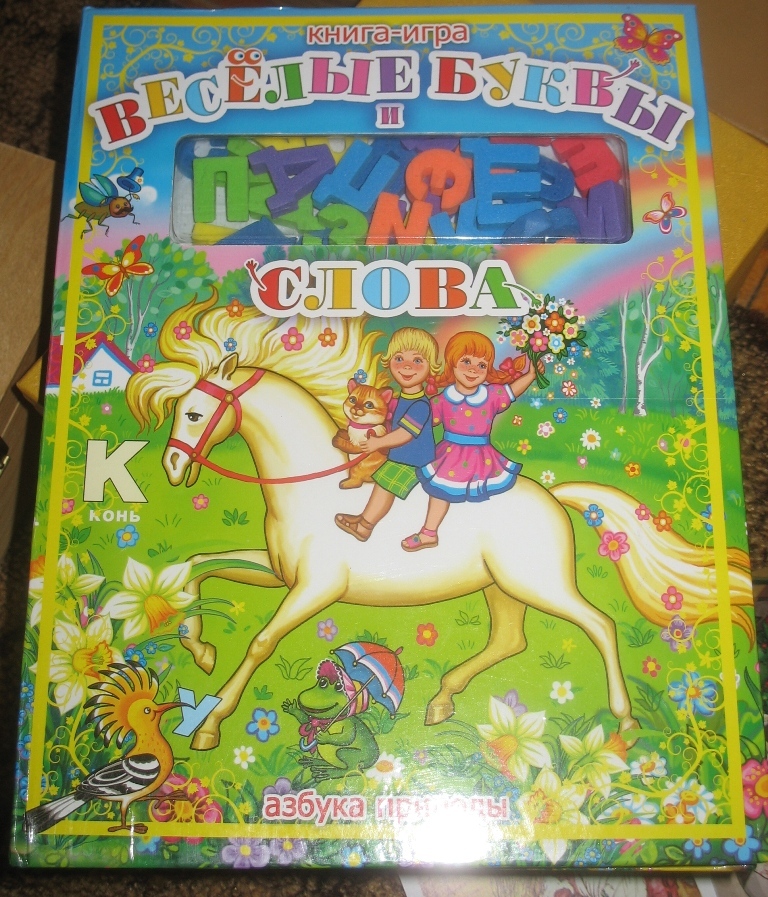 книга-игра
ВЕСЁЛЫЕ БУКВЫ
и
СЛОВА
К
КОНЬ
У
азбука природы